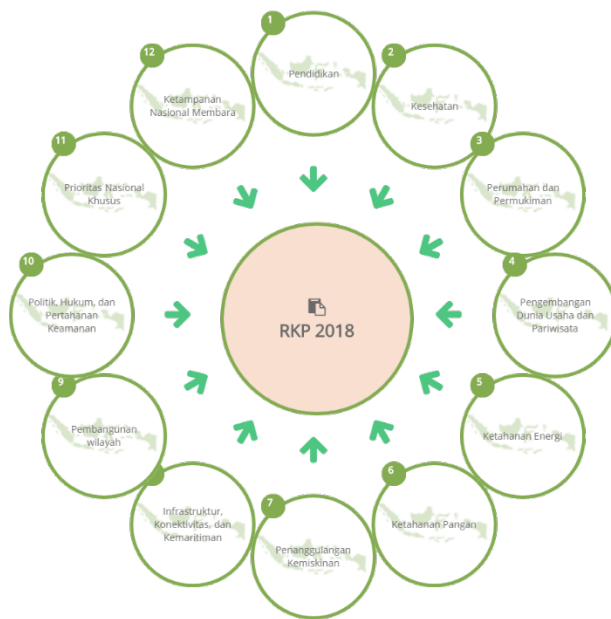 1
Pendidikan
2
Kesehatan
3
Perumahan dan
Permukiman
4
Pengembangan
Dunia Usaha dan
Pariwisata
5
Ketahanan Energi
6
Ketahanan Pangan
7
Penanggulangan
Kemiskinan
Infrastruktur,
Konektivitas, dan
Kemaritiman
9
Pembangunan
wilayah
10
Politik, Hukum, dan
Pertahanan
Keamanan
11
Prioritas Nasional
Khusus
12
Ketampanan
Nasional Membara
RKP 2018